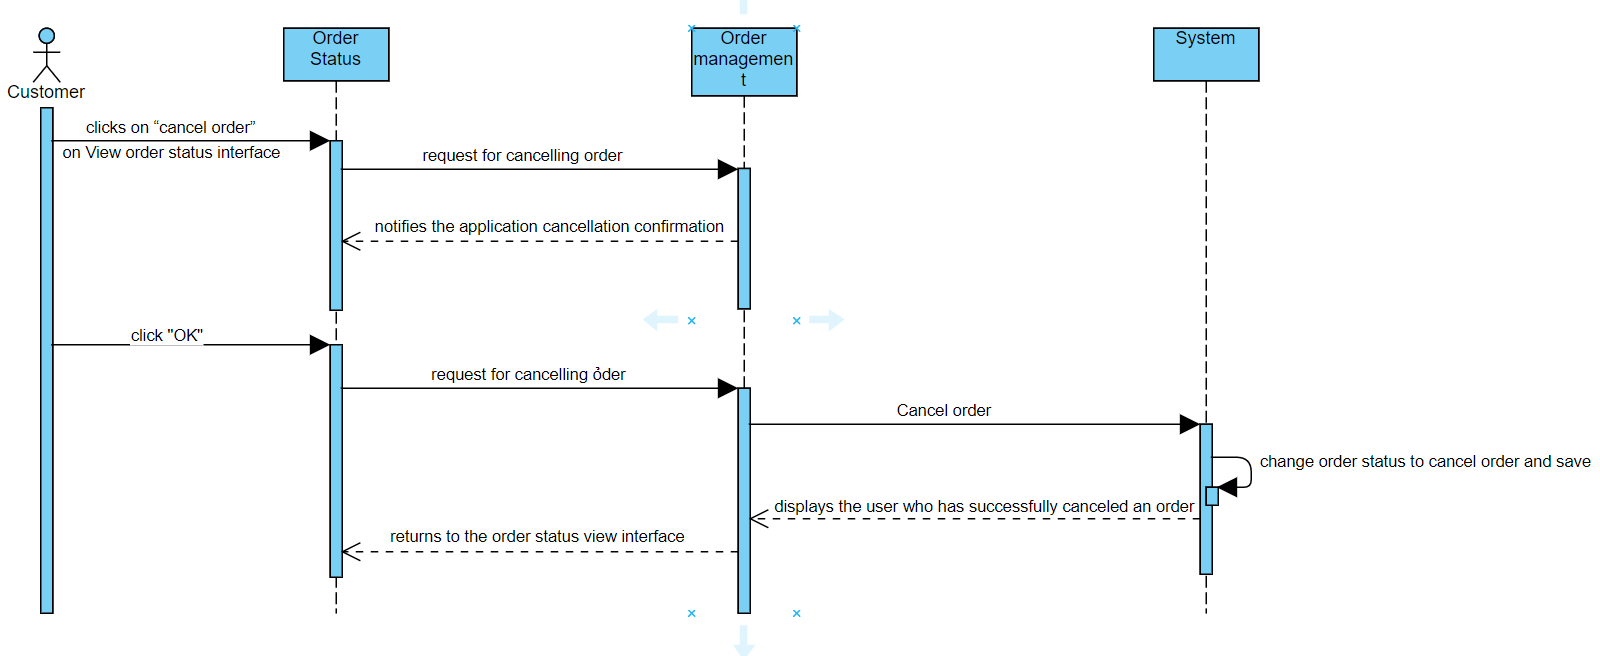 Order
Status
Order
managemen
t
System
Customer
clicks on “cancel order”
on View order status interface
request for cancelling order
notifies the application cancellation confirmation
click "OK"
request for cancelling ỏder
Cancel order
change order status to cancel order and save
displays the user who has successfully canceled an order
returns to the order status view interface